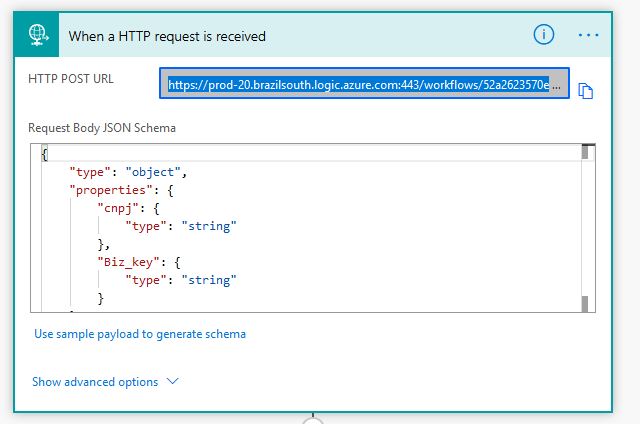 When a HTTP request is received
HTTP POST URL
https://prod-20.brazilsouth.logic.azure.com:443/workflows/52a2623570e ...
Request Body JSON Schema
{
    "type": "object",
    "properties": {
        "cnpj": {
            "type": "string"
        },
        "Biz_key": {
            "type": "string"
        }
Use sample payload to generate schema
Show advanced options